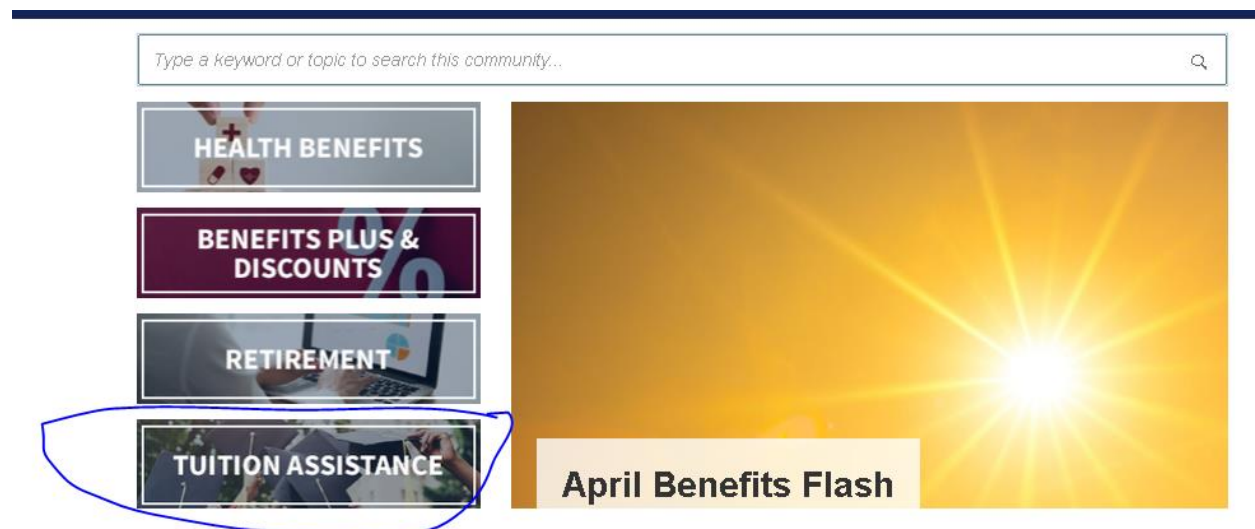 Type a keyword or topic to search this community...
HEALTH BENEFITS
BENEFITS PLUS &
DISCOUNTS
RETIREMENT
TUITION ASSISTANCE
April Benefits Flash